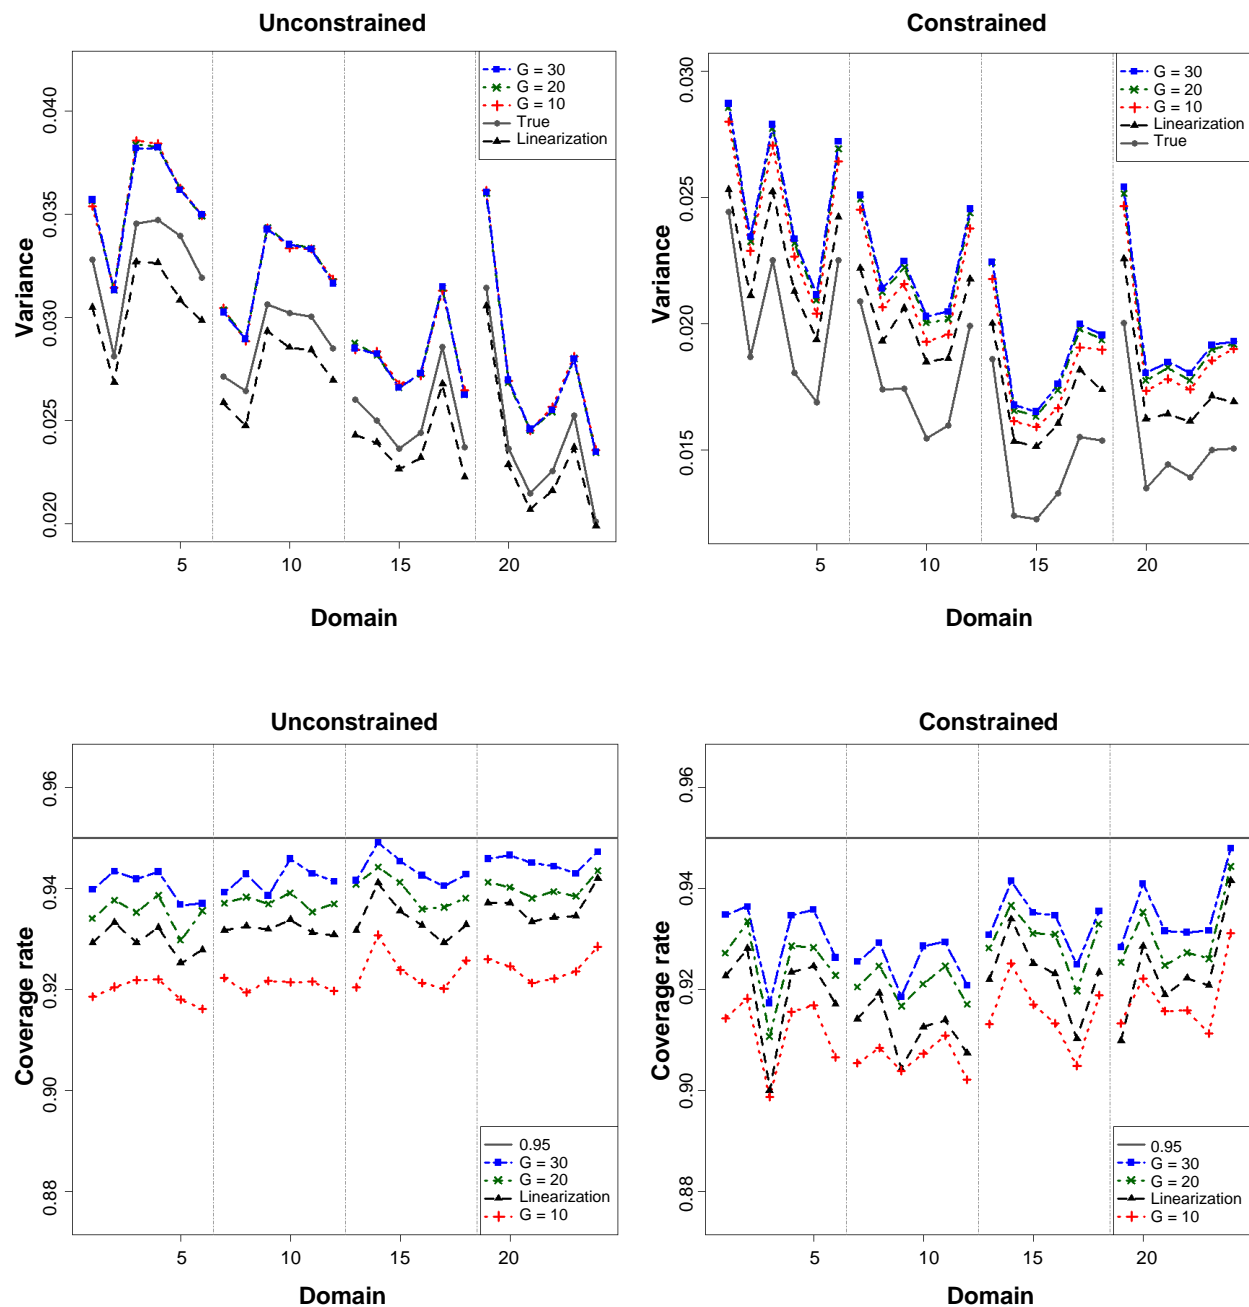 Unconstrained
Variance
0.040
0.035
0.030
0.025
0.020
G = 30
G = 20
G = 10
True
Linearization
5
10
15
20
Domain
Constrained
Variance
0.030
0.025
0.020
0.015
G = 30
G = 20
G = 10
Linearization
True
5
10
15
20
Domain
Unconstrained
Coverage rate
0.96
0.94
0.92
0.90
0.88
0.95
G = 30
G = 20
Linearization
G = 10
5
10
15
20
Domain
Constrained
Coverage rate
0.96
0.94
0.92
0.90
0.88
0.95
G = 30
G = 20
Linearization
G = 10
5
10
15
20
Domain